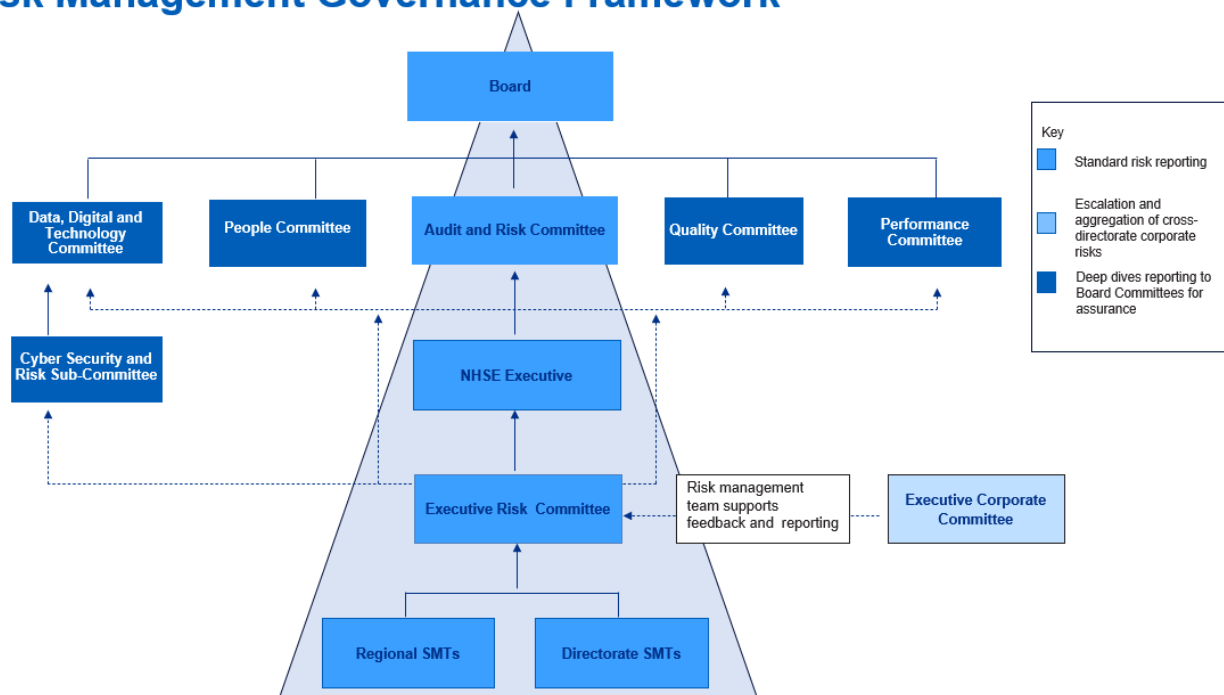 sk Management Governance Framework
Board
Data, Digital and
Technology
Committee
People Committee
Audit and Risk Committee
Quality Committee
Performance
Committee
Key
Standard risk reporting
Escalation and
aggregation of cross-
directorate corporate
risks
Deep dives reporting to
Board Committees for
assurance
Cyber Security and
Risk Sub-Committee
NHSE Executive
Executive Risk Committee
Risk management
team supports
feedback and reporting
Executive Corporate
Committee
Regional SMTs
Directorate SMTs